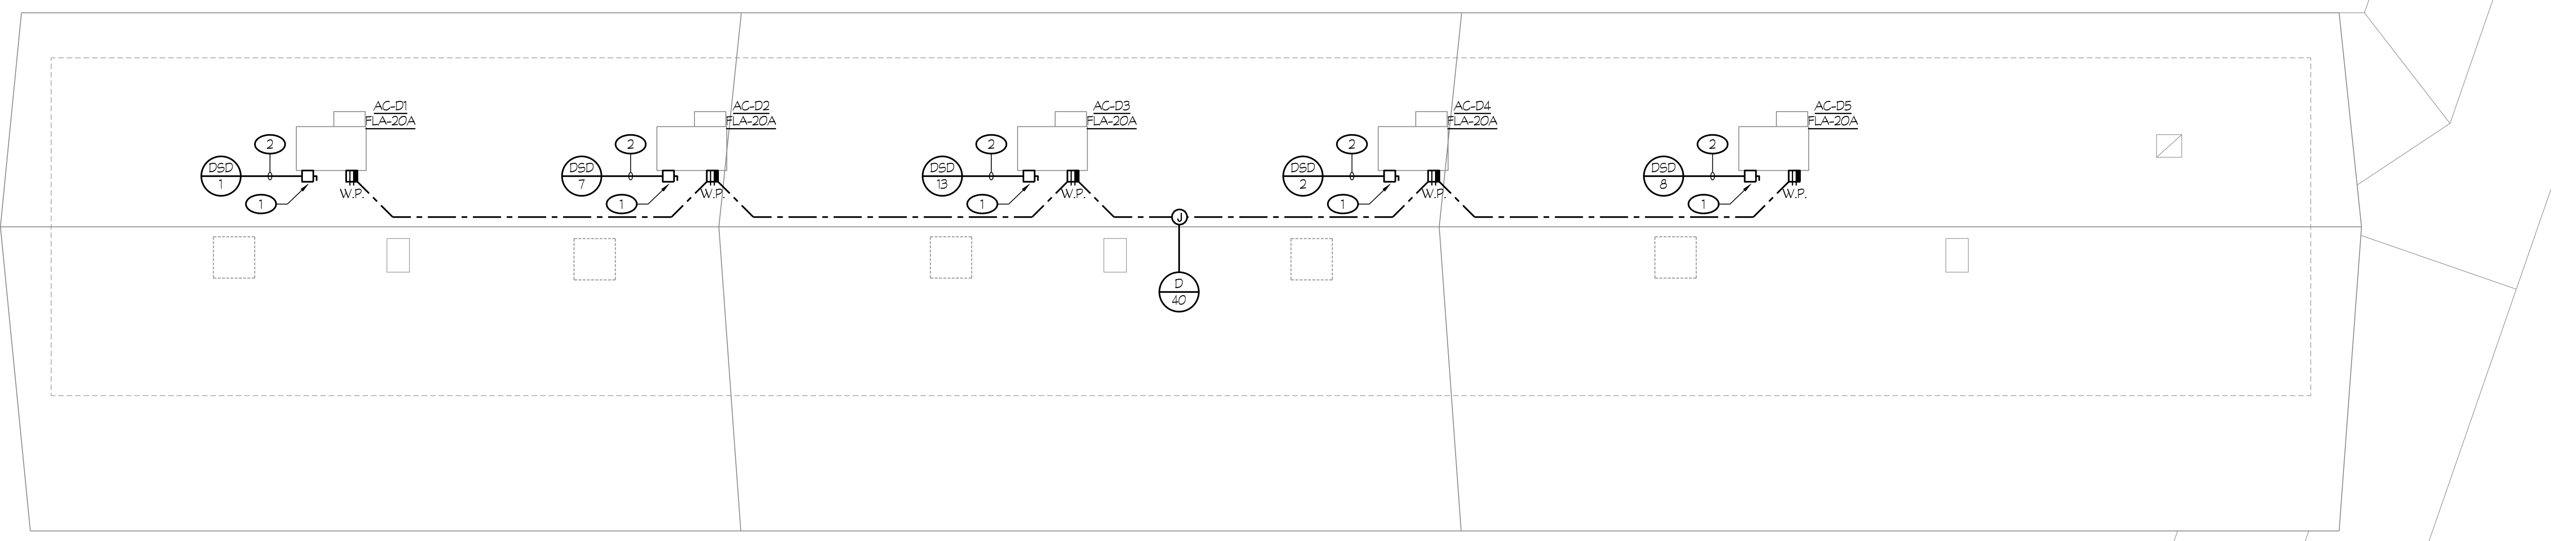 AC-D1
FLA-20A
2
DSD
1
1
W.P.
AC-D2
FLA-20A
2
DSD
7
1
W.P.
AC-D3
FLA-20A
2
DSD
13
1
W.P.
AC-D4
FLA-20A
2
DSD
2
1
W.P.
AC-D5
FLA-20A
2
DSD
8
1
W.P.
J
D
40